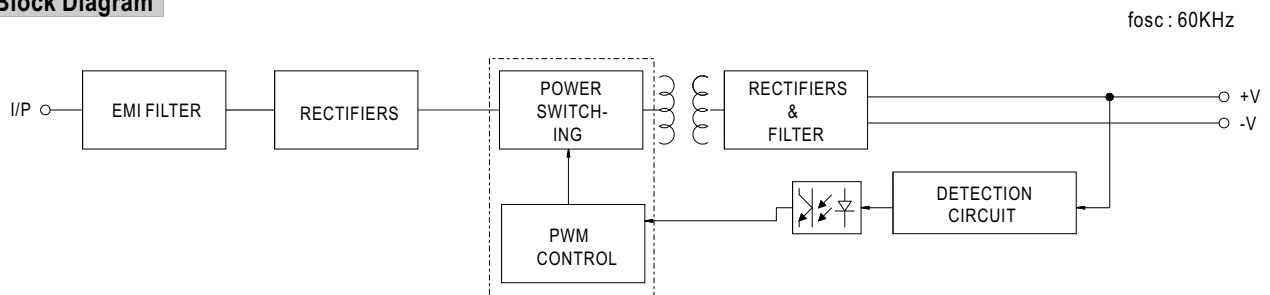 Block Diagram
fosc : 60KHz
I/P
EMI FILTER
RECTIFIERS
POWER
SWITCH-
ING
RECTIFIERS
&
FILTER
+V
-V
DETECTION
CIRCUIT
PWM
CONTROL